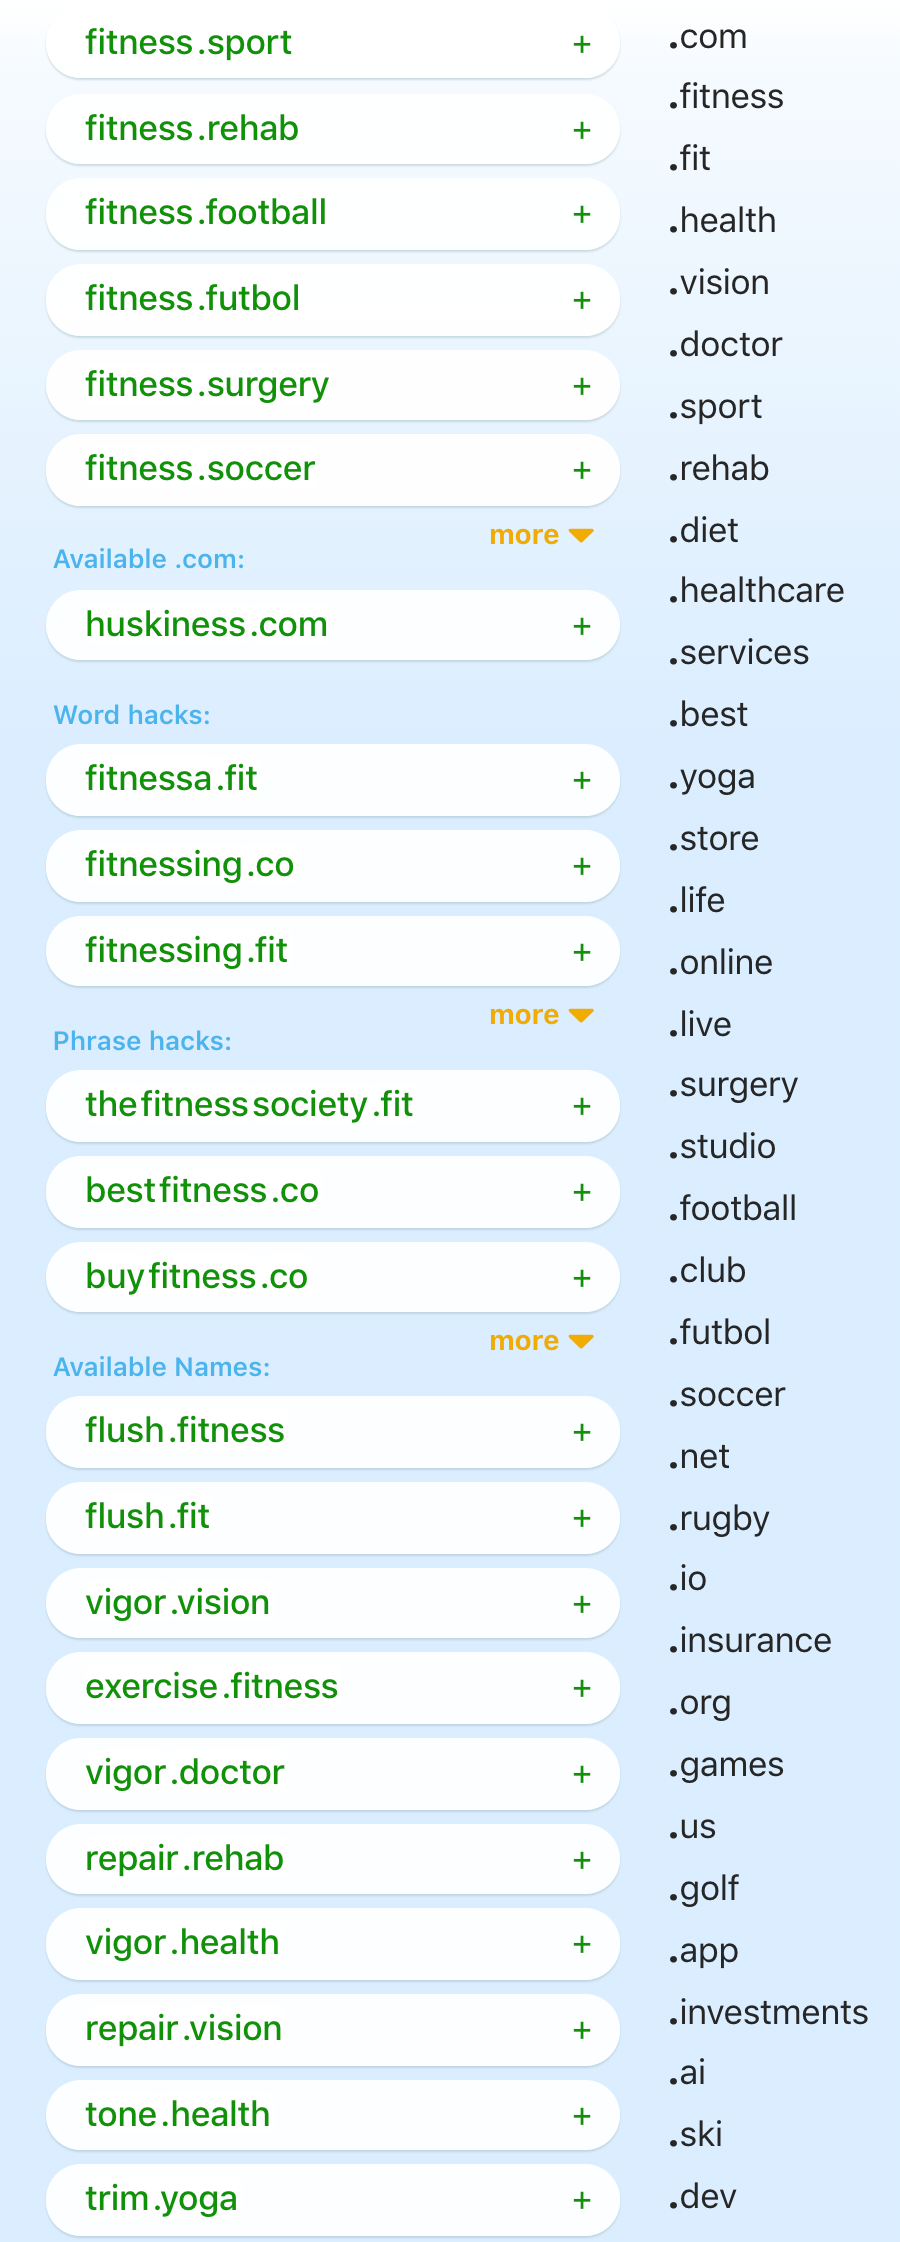 fitness.sport +
fitness.rehab +
fitness.football +
fitness.futbol +
fitness.surgery +
fitness.soccer +
more
Available .com:
huskiness.com +
Word hacks:
fitnessa.fit +
fitnessing.co +
fitnessing.fit +
more
Phrase hacks:
thefitnesssociety.fit +
bestfitness.co +
buyfitness.co +
more
Available Names:
flush.fitness +
flush.fit +
vigor.vision +
exercise.fitness +
vigor.doctor +
repair.rehab +
vigor.health +
repair.vision +
tone.health +
trim.yoga +
.com
.fitness
.fit
.health
.vision
.doctor
.sport
.rehab
.diet
.healthcare
.services
.best
.yoga
.store
.life
.online
.live
.surgery
.studio
.football
.club
.futbol
.soccer
.net
.rugby
.io
.insurance
.org
.games
.us
.golf
.app
.investments
.ai
.ski
.dev